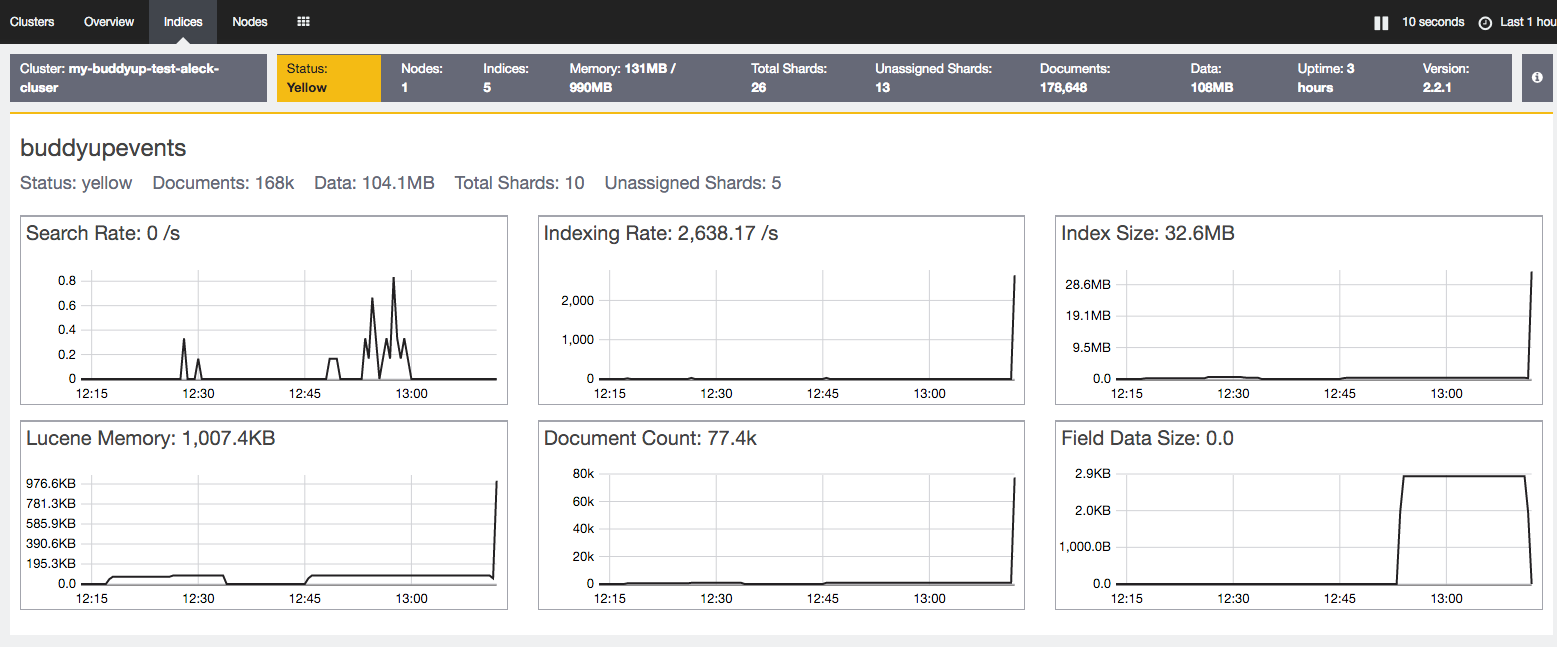 Clusters Overview Indices Nodes 10 seconds Last 1 hou
Cluster: my-buddyup-test-aleck-
cluser
Status:
Yellow
Nodes:
1
Indices:
5
Memory: 131MB /
990MB
Total Shards:
26
Unassigned Shards:
13
Documents:
178,648
Data:
108MB
Uptime: 3
hours
Version:
2.2.1
buddyupevents
Status: yellow Documents: 168k Data: 104.1MB Total Shards: 10 Unassigned Shards: 5
Search Rate: 0 /s
0.8
0.6
0.4
0.2
0
12:15 12:30 12:45 13:00
Indexing Rate: 2,638.17 /s
2,000
1,000
0
12:15 12:30 12:45 13:00
Index Size: 32.6MB
28.6MB
19.1MB
9.5MB
0.0
12:15 12:30 12:45 13:00
Lucene Memory: 1,007.4KB
976.6KB
781.3KB
585.9KB
390.6KB
195.3KB
0.0
12:15 12:30 12:45 13:00
Document Count: 77.4k
80k
60k
40k
20k
0
12:15 12:30 12:45 13:00
Field Data Size: 0.0
2.9KB
2.0KB
1,000.0B
0.0
12:15 12:30 12:45 13:00